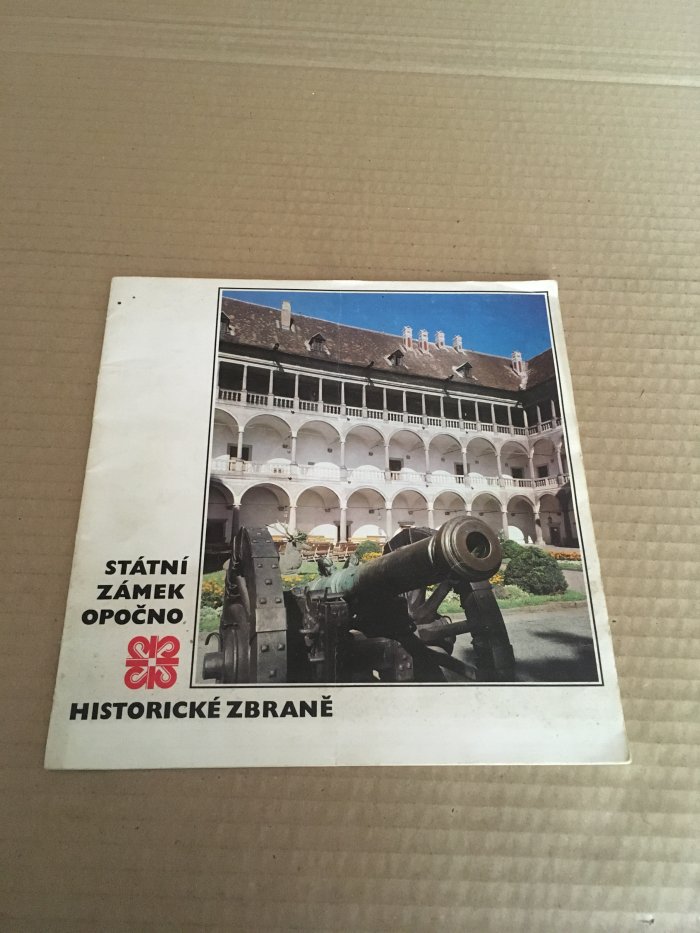 STÁTNÍ
ZÁMEK
OPOČNO
HISTORICKÉ ZBRANĚ